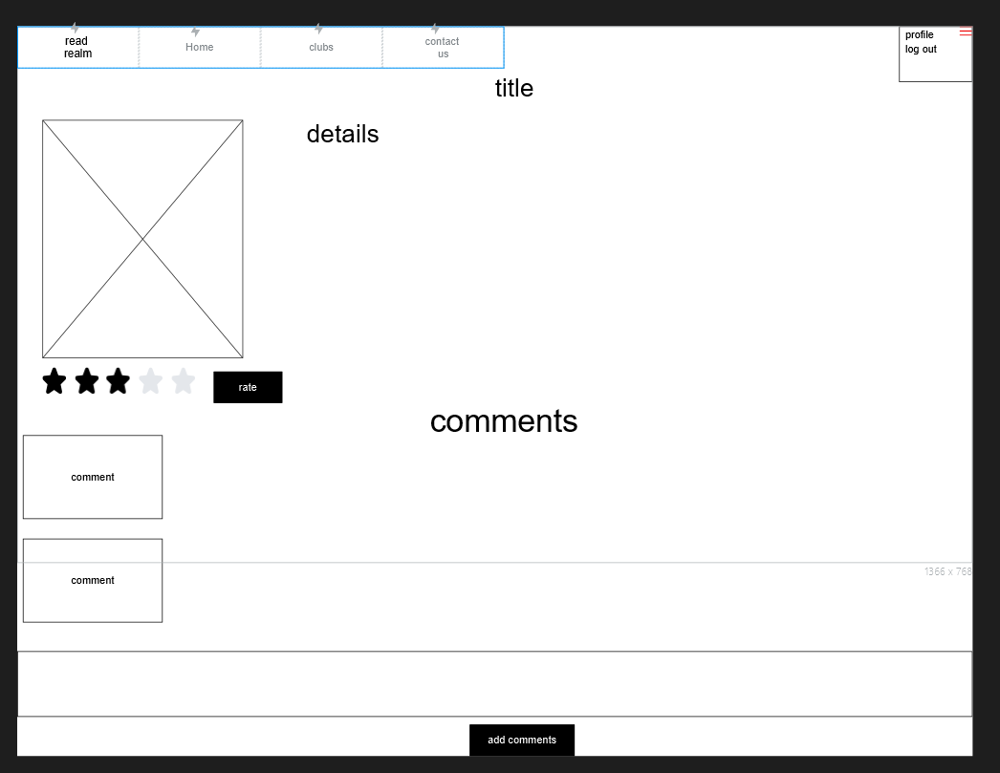 read
realm
Home
clubs
contact
us
profile
log out
title
details
rate
comments
comment
comment
1366 x 768
add comments